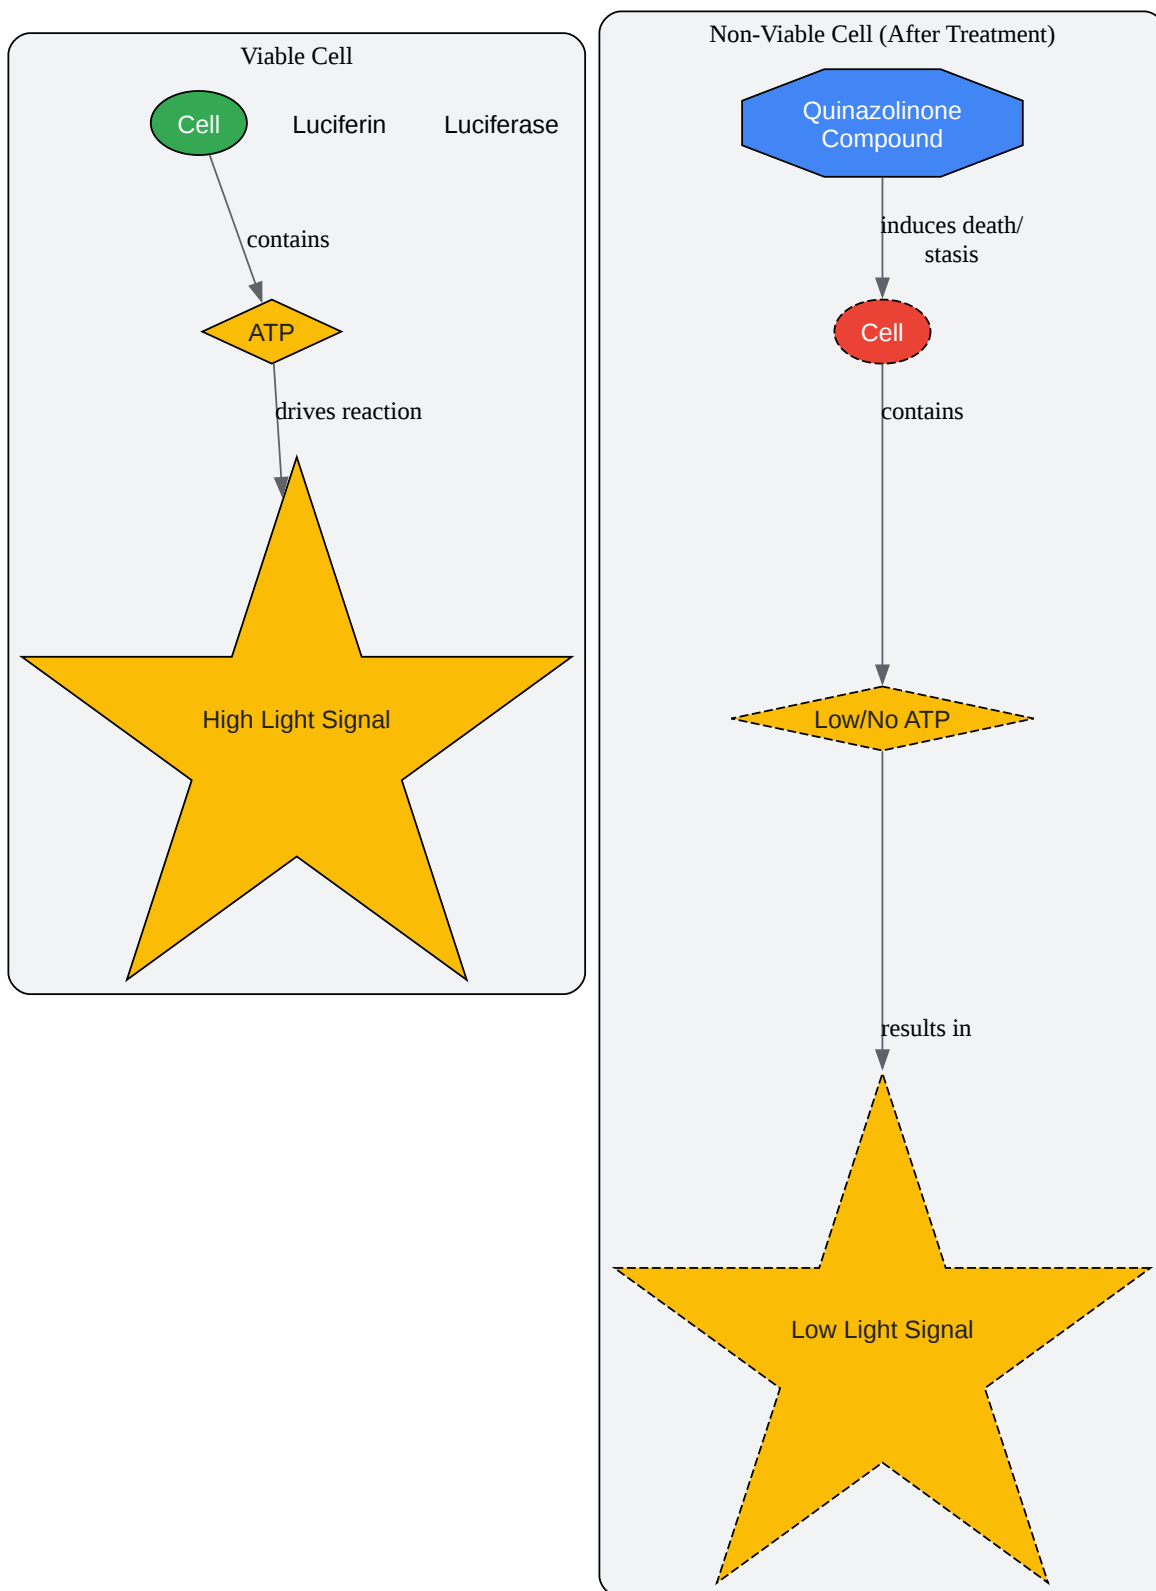 Viable Cell
Cell
Luciferin
Luciferase
contains
ATP
drives reaction
High Light Signal
Non-Viable Cell (After Treatment)
Quinazolinone
Compound
induces death/
stasis
Cell
contains
Low/No ATP
results in
Low Light Signal